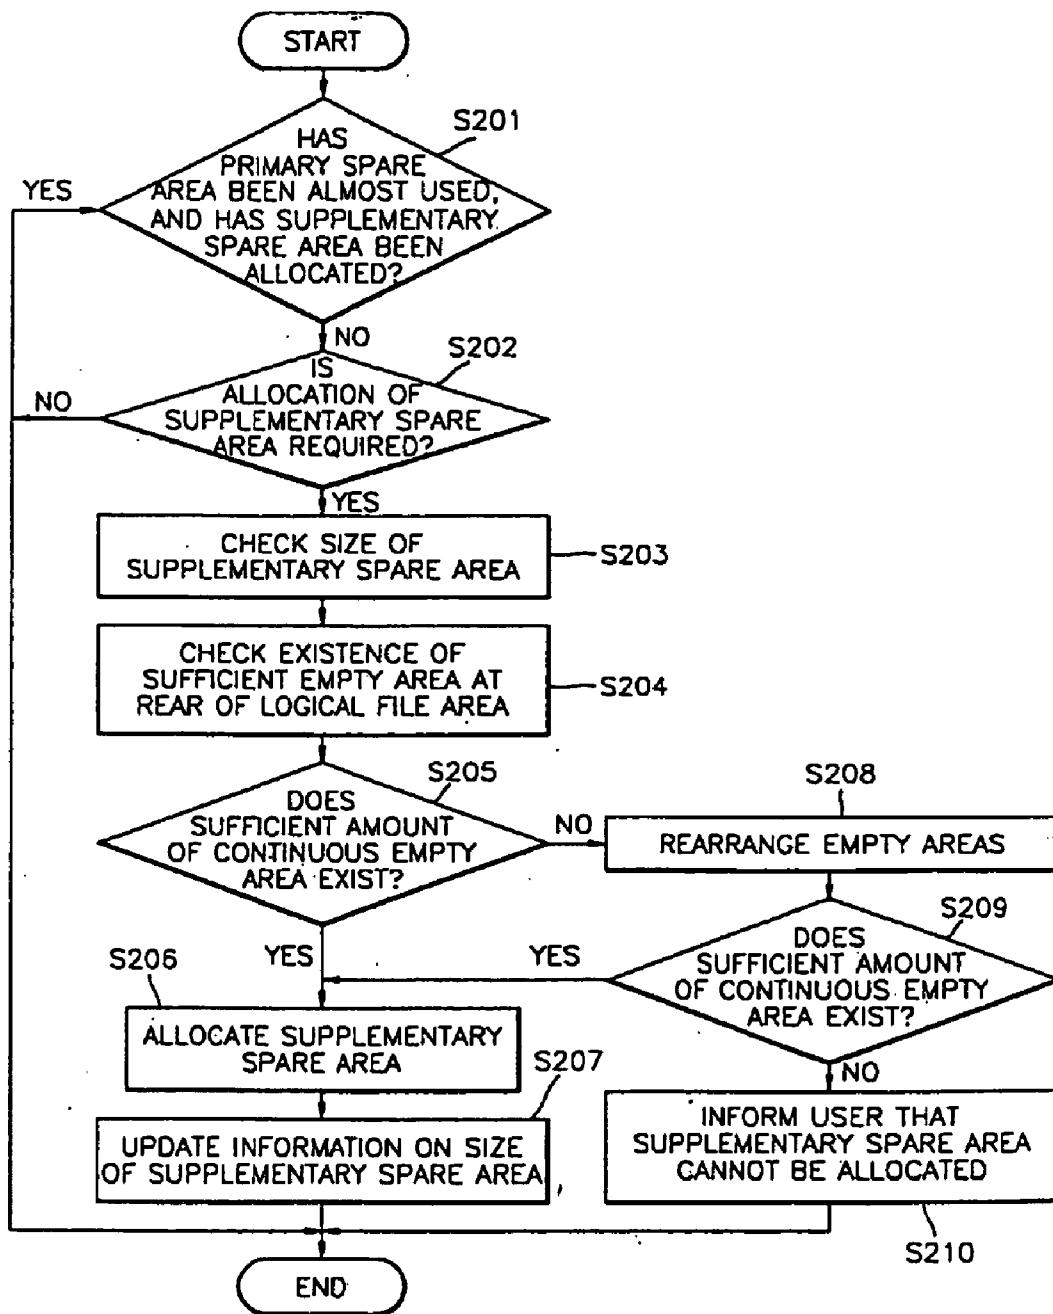 START
S201
HAS
PRIMARY SPARE
AREA BEEN ALMOST USED,
AND HAS SUPPLEMENTARY
SPARE AREA BEEN
ALLOCATED?
YES
NO
S202
IS
ALLOCATION OF
SUPPLEMENTARY SPARE
AREA REQUIRED?
NO
YES
CHECK SIZE OF
SUPPLEMENTARY SPARE AREA
S203
CHECK EXISTENCE OF
SUFFICIENT EMPTY AREA AT
REAR OF LOGICAL FILE AREA
S204
S205
DOES
SUFFICIENT AMOUNT
OF CONTINUOUS EMPTY
AREA EXIST?
NO
YES
S208
REARRANGE EMPTY AREAS
S209
DOES
SUFFICIENT AMOUNT
OF CONTINUOUS EMPTY
AREA EXIST?
YES
NO
S206
ALLOCATE SUPPLEMENTARY
SPARE AREA
S207
UPDATE INFORMATION ON SIZE
OF SUPPLEMENTARY SPARE AREA
INFORM USER THAT
SUPPLEMENTARY SPARE AREA
CANNOT BE ALLOCATED
S210
END